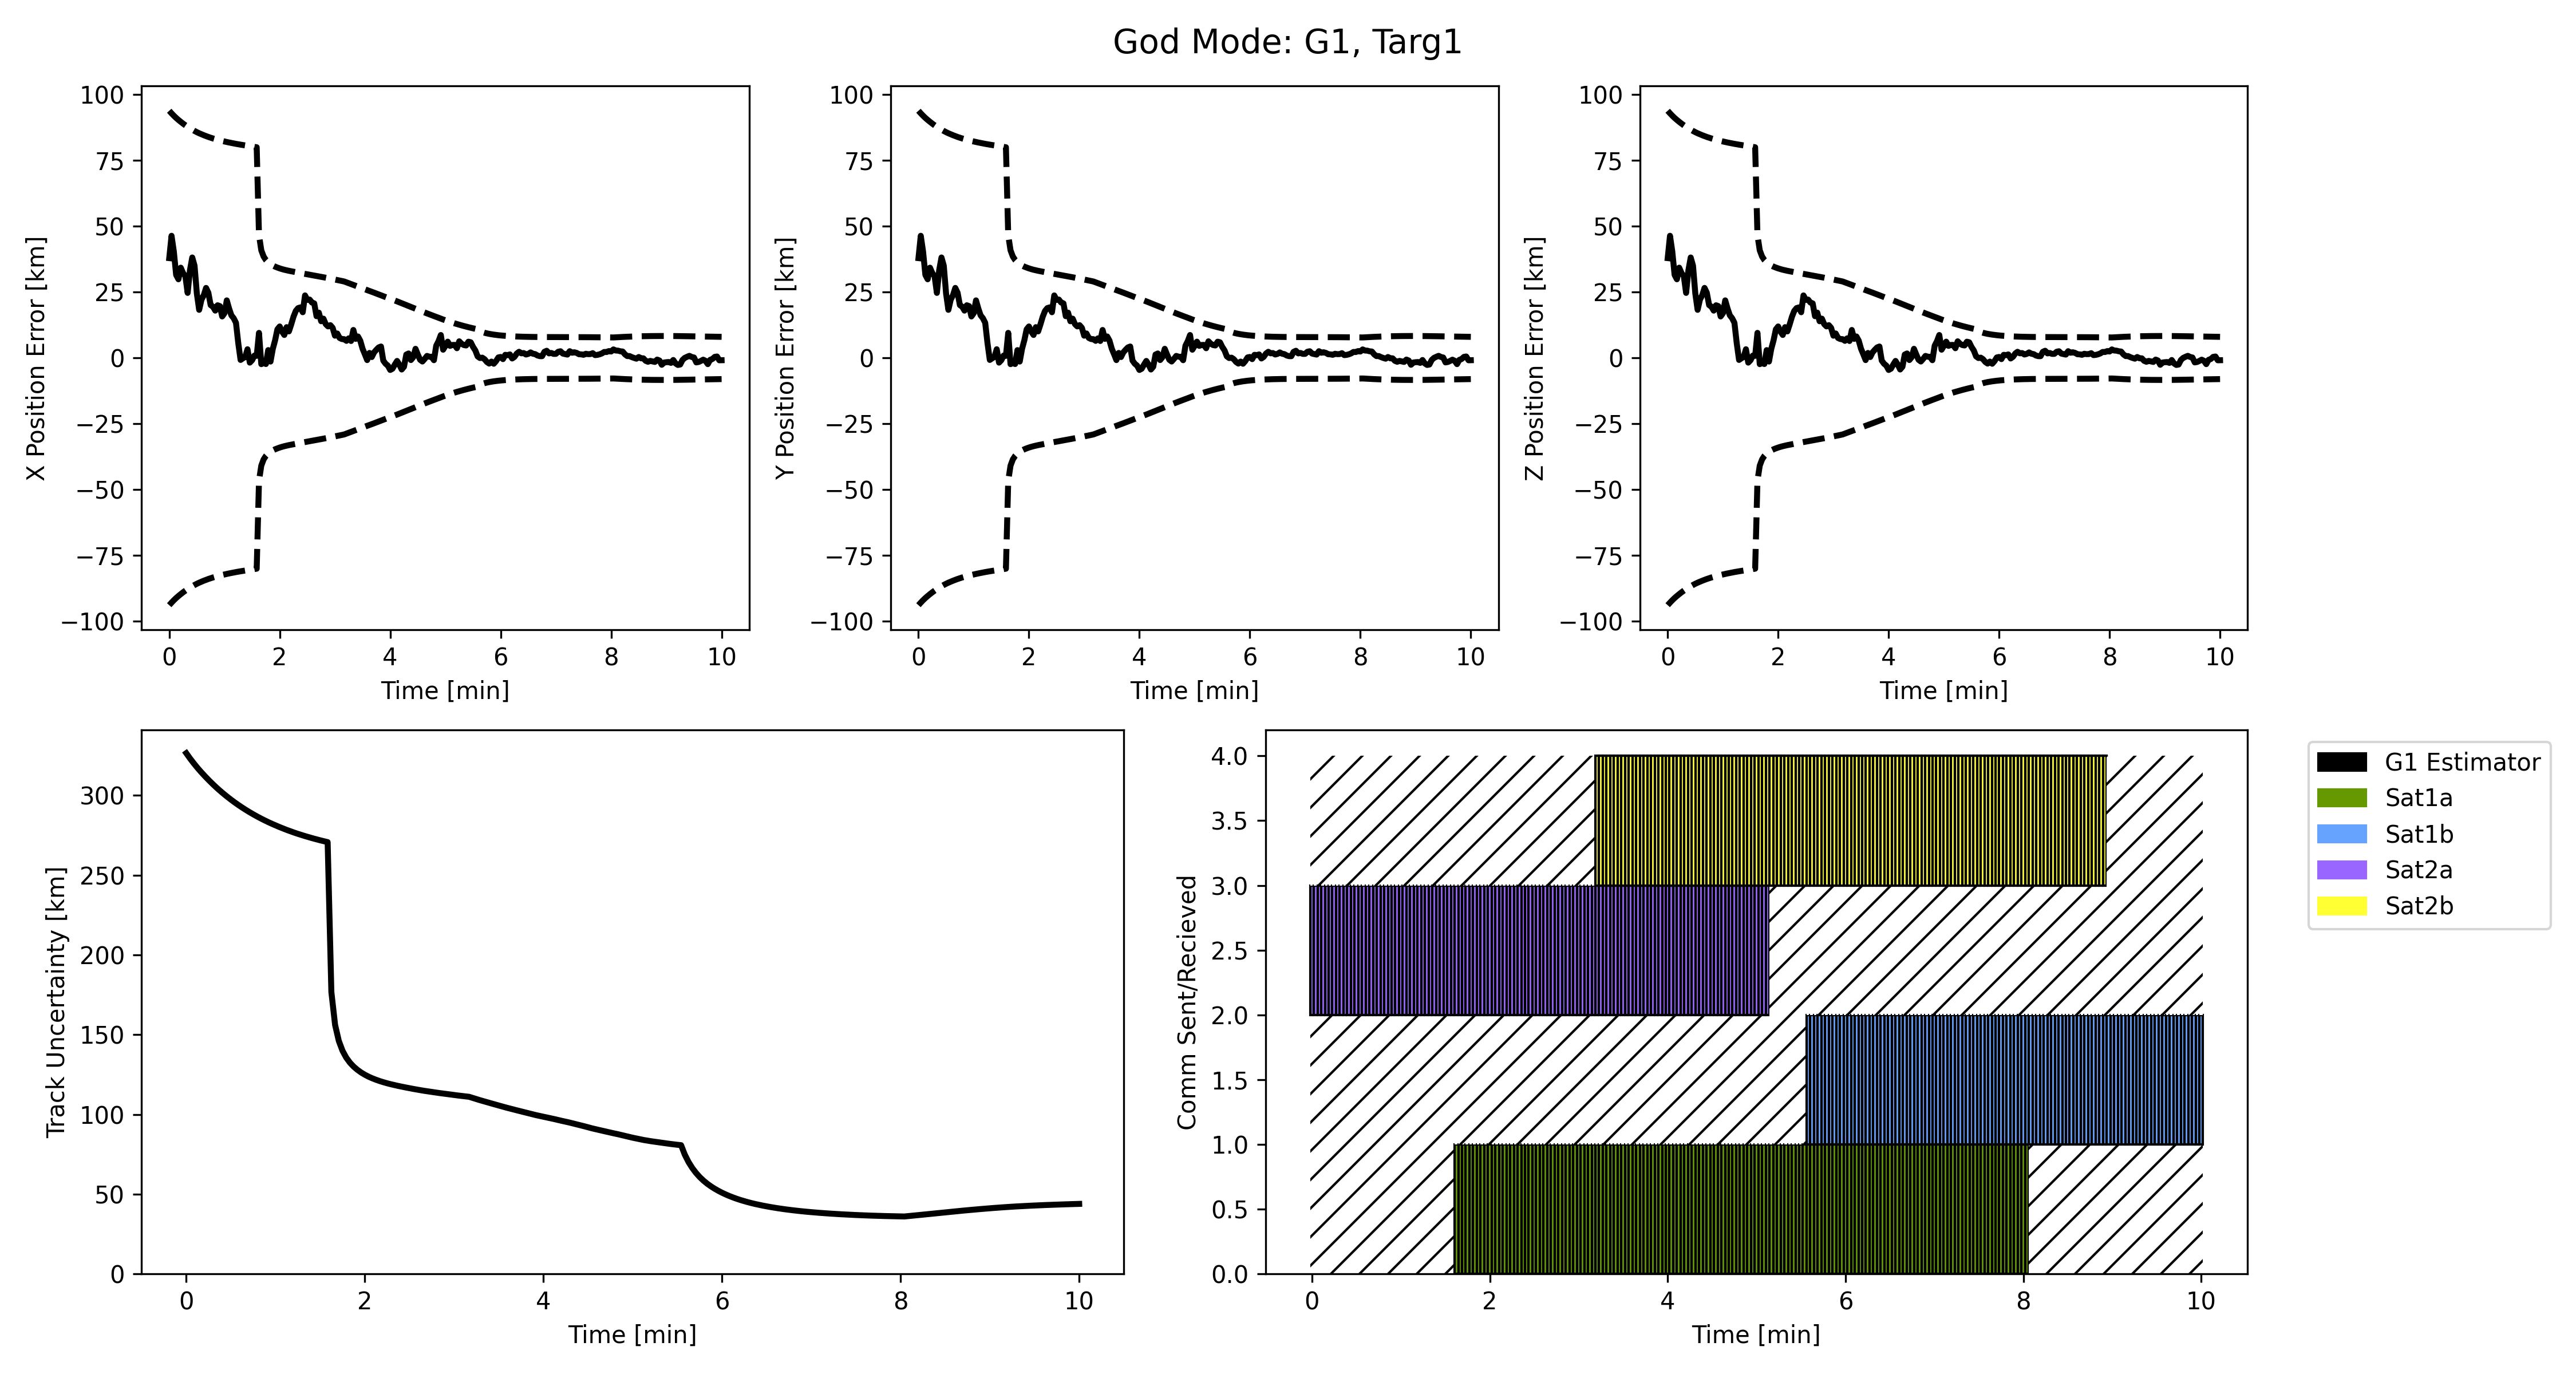 God Mode: G1, Targ1
X Position Error [km]
100
75
50
25
0
−25
−50
−75
−100
0 2 4 6 8 10
Time [min]
Y Position Error [km]
100
75
50
25
0
−25
−50
−75
−100
0 2 4 6 8 10
Time [min]
Z Position Error [km]
100
75
50
25
0
−25
−50
−75
−100
0 2 4 6 8 10
Time [min]
Track Uncertainty [km]
300
250
200
150
100
50
0
0 2 4 6 8 10
Time [min]
Comm Sent/Recieved
4.0
3.5
3.0
2.5
2.0
1.5
1.0
0.5
0.0
0 2 4 6 8 10
Time [min]
G1 Estimator
Sat1a
Sat1b
Sat2a
Sat2b